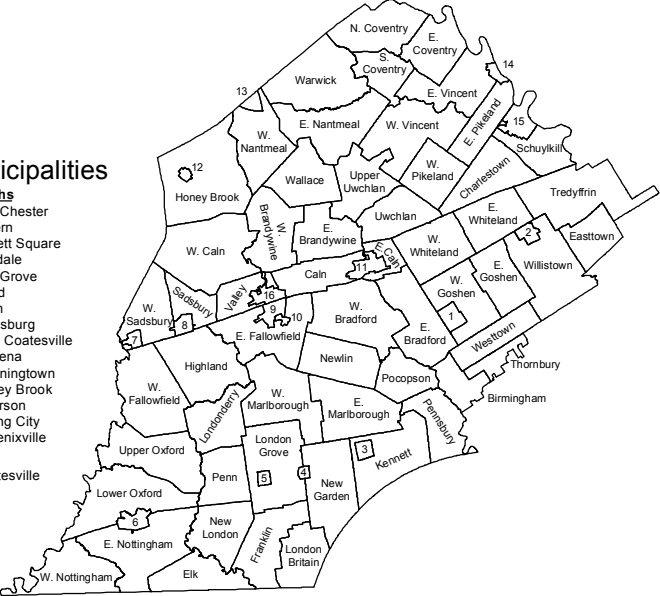 icipalities
hs
Chester
ern
ett Square
dale
Grove
d
n
sburg
Coatesville
ena
ningtown
ey Brook
rson
ng City
enixville
tesville
N. Coventry
E.
Coventry
S.
Coventry
14
Warwick
E. Vincent
13
15
E. Nantmeal
W. Vincent
E. Pikeland
W.
Nantmeal
Schuylkill
12
Honey Brook
Wallace
Upper
Uwchlan
W.
Pikeland
Charlestown
Tredyffrin
W.
Brandywine
E.
Brandywine
Uwchlan
E.
Whiteland
2
Easttown
W. Caln
Caln
11
E. Caln
W.
Whiteland
Willistown
W.
Goshen
E.
Goshen
Sadsbury
Valley
16
W.
Sadsbury
7
8
9
10
W.
Bradford
1
E. Fallowfield
E.
Bradford
Westtown
Thornbury
Highland
Newlin
Pocopson
Birmingham
W.
Fallowfield
Londonderry
W.
Marlborough
E.
Marlborough
Pennsbury
London
Grove
3
Kennett
Upper Oxford
Penn
5
4
New
Garden
Lower Oxford
6
E. Nottingham
New
London
Franklin
London
Britain
W. Nottingham
Elk